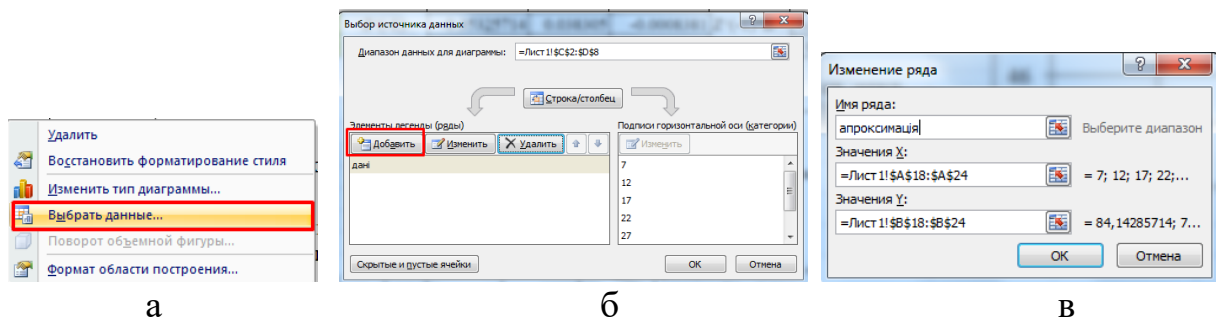 Удалить
Восстановить форматирование стиля
Изменить тип диаграммы...
Выбрать данные...
Поворот объемной фигуры...
Формат области построения...
а
Выбор источника данных
Диапазон данных для диаграммы: =Лист1!$C$2:$D$8
Строка/столбец
Элементы легенды (ряды)
Добавить Изменить Удалить
дані
Подписи горизонтальной оси (категории)
Изменить
7
12
17
22
27
Скрытые и пустые ячейки
ОК Отмена
б
Изменение ряда
Имя ряда:
апроксимація Выберите диапазон
Значения X:
=Лист1!$A$18:$A$24 = 7; 12; 17; 22;...
Значения Y:
=Лист1!$B$18:$B$24 = 84,14285714; 7...
ОК Отмена
в